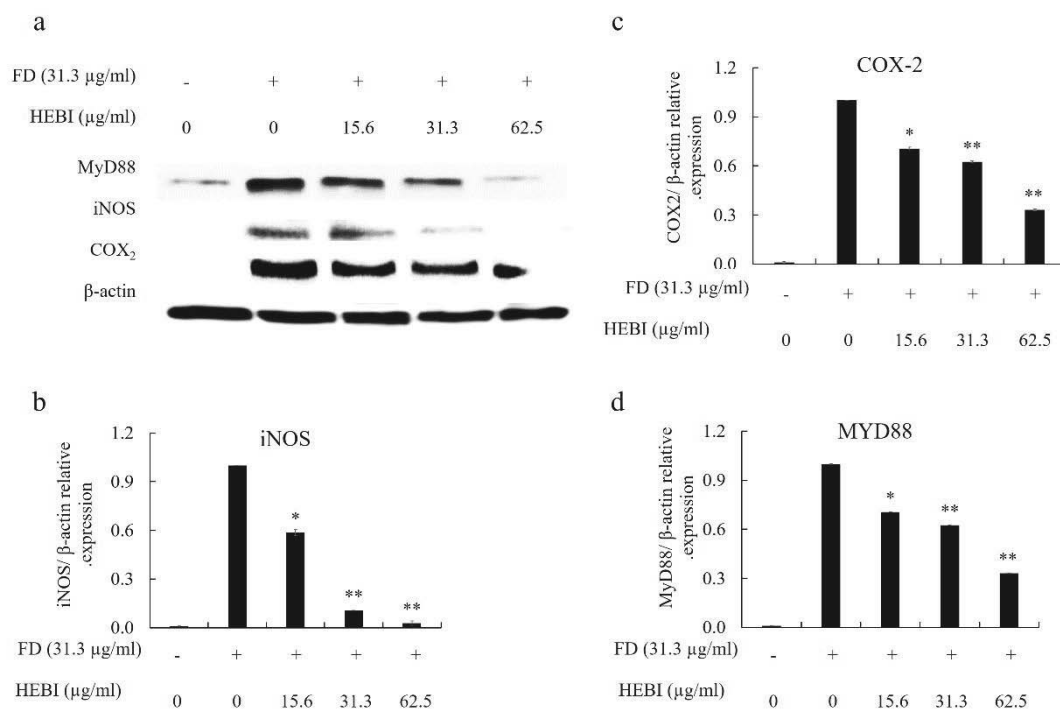 a
FD (31.3 µg/ml) - + + + +
HEBI (µg/ml) 0 0 15.6 31.3 62.5
MyD88
iNOS
COX₂
β-actin
b
iNOS
iNOS/ β-actin relative
.expression
1.2
0.9
0.6
0.3
0.0
*
**
**
FD (31.3 µg/ml) - + + + +
HEBI (µg/ml) 0 0 15.6 31.3 62.5
c
COX-2
COX2/ β-actin relative
.expression
1.2
0.9
0.6
0.3
0.0
*
**
**
FD (31.3 µg/ml) - + + + +
HEBI (µg/ml) 0 0 15.6 31.3 62.5
d
MYD88
MyD88/ β-actin relative
.expression
1.2
0.9
0.6
0.3
0.0
*
**
**
FD (31.3 µg/ml) - + + + +
HEBI (µg/ml) 0 0 15.6 31.3 62.5